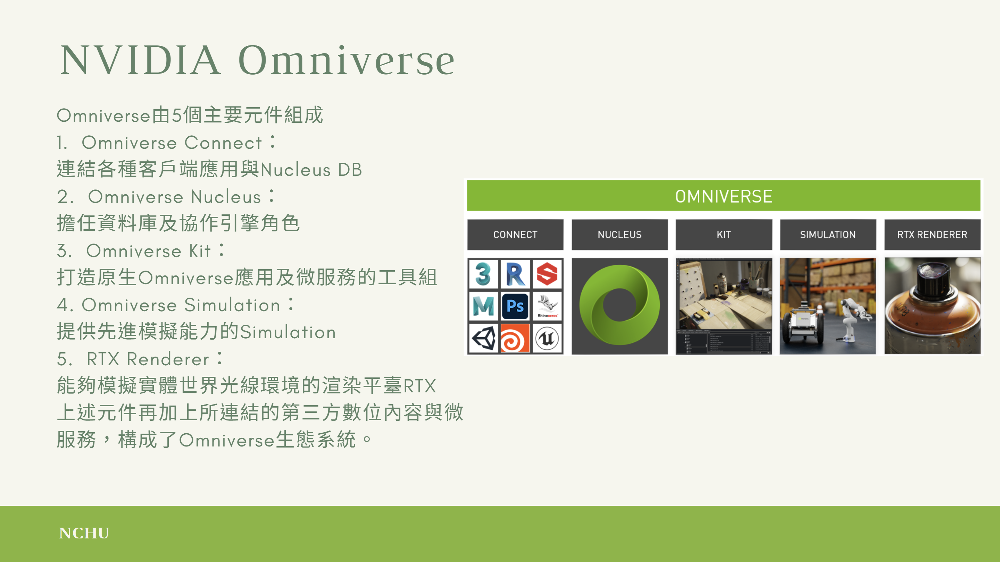 NVIDIA Omniverse
Omniverse由5個主要元件組成
1. Omniverse Connect：
連結各種客戶端應用與Nucleus DB
2. Omniverse Nucleus：
擔任資料庫及協作引擎角色
3. Omniverse Kit：
打造原生Omniverse應用及微服務的工具組
4. Omniverse Simulation：
提供先進模擬能力的Simulation
5. RTX Renderer：
能夠模擬實體世界光線環境的渲染平臺RTX
上述元件再加上所連結的第三方數位內容與微
服務，構成了Omniverse生態系統。
OMNIVERSE
CONNECT
NUCLEUS
KIT
SIMULATION
RTX RENDERER
3 R S
M Ps Rhinoceros
NCHU